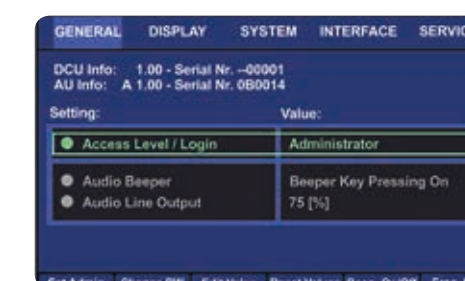 GENERAL DISPLAY SYSTEM INTERFACE
DCU Info: 1.00 - Serial Nr. --00001
AU Info: A 1.00 - Serial Nr. 0B0014
Setting: Value:
Access Level / Login Administrator
Audio Beeper Beeper Key Pressing On
Audio Line Output 75 [%]